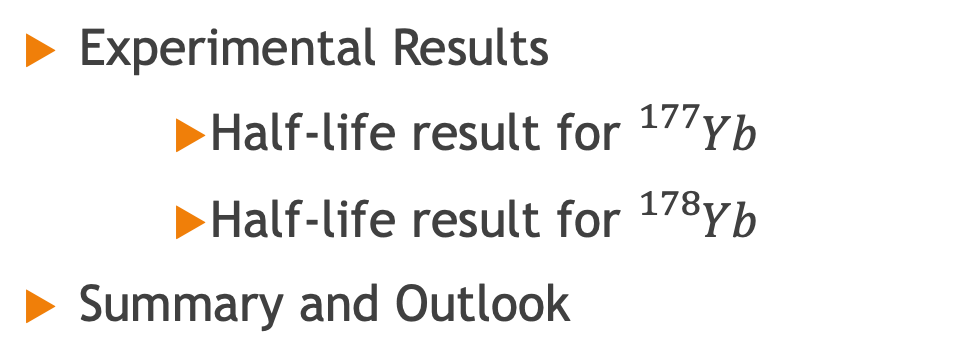 Experimental Results
Half-life result for ¹⁷⁷Yb
Half-life result for ¹⁷⁸Yb
Summary and Outlook